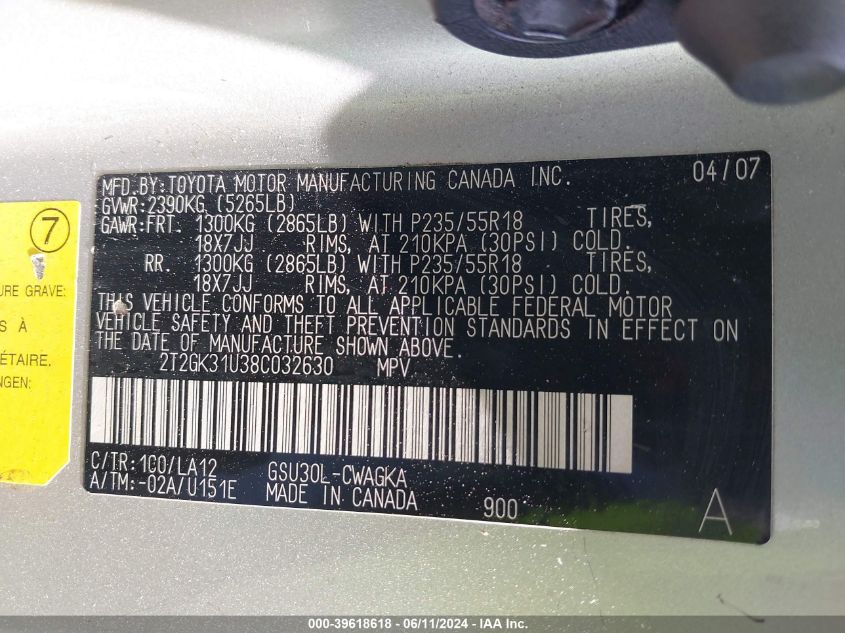 MFD.BY:TOYOTA MOTOR MANUFACTURING CANADA INC. 04/07
GVWR:2390KG (5265LB)
GAWR:FRT. 1300KG (2865LB) WITH P235/55R18 TIRES,
18X7JJ RIMS, AT 210KPA (30PSI) COLD.
RR. 1300KG (2865LB) WITH P235/55R18 TIRES,
18X7JJ RIMS, AT 210KPA (30PSI) COLD.
THIS VEHICLE CONFORMS TO ALL APPLICABLE FEDERAL MOTOR
VEHICLE SAFETY AND THEFT PREVENTION STANDARDS IN EFFECT ON
THE DATE OF MANUFACTURE SHOWN ABOVE.
2T2GK31U38C032630 MPV
C/TR:1C0/LA12 GSU30L-CWAGKA
A/TM:-02A/U151E MADE IN CANADA 900 A
7
URE GRAVE:
S À
ÉTAIRE.
NGEN:
000-39618618 - 06/11/2024 - IAA Inc.